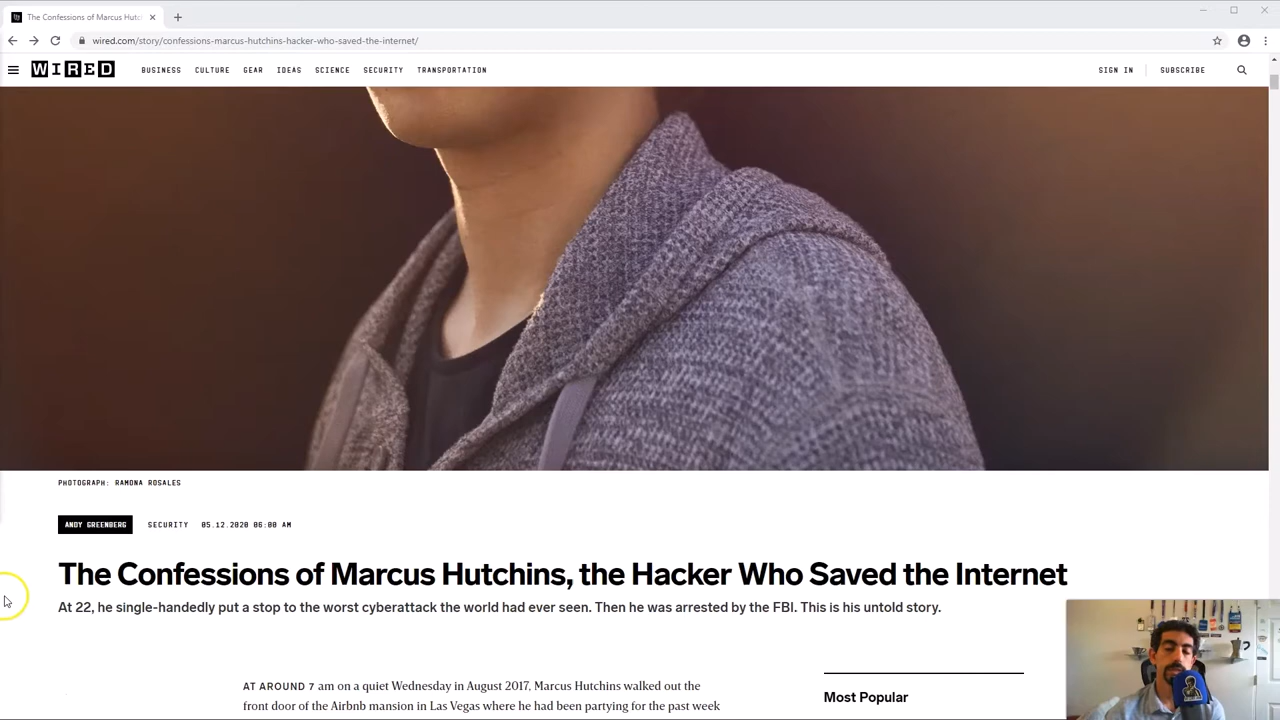 The Confessions of Marcus Hutc
wired.com/story/confessions-marcus-hutchins-hacker-who-saved-the-internet/
WIRED
BUSINESS CULTURE GEAR IDEAS SCIENCE SECURITY TRANSPORTATION
SIGN IN SUBSCRIBE
PHOTOGRAPH: RAMONA ROSALES
ANDY GREENBERG SECURITY 05.12.2020 06:00 AM
The Confessions of Marcus Hutchins, the Hacker Who Saved the Internet
At 22, he single-handedly put a stop to the worst cyberattack the world had ever seen. Then he was arrested by the FBI. This is his untold story.
AT AROUND 7 am on a quiet Wednesday in August 2017, Marcus Hutchins walked out the
front door of the Airbnb mansion in Las Vegas where he had been partying for the past week
Most Popular